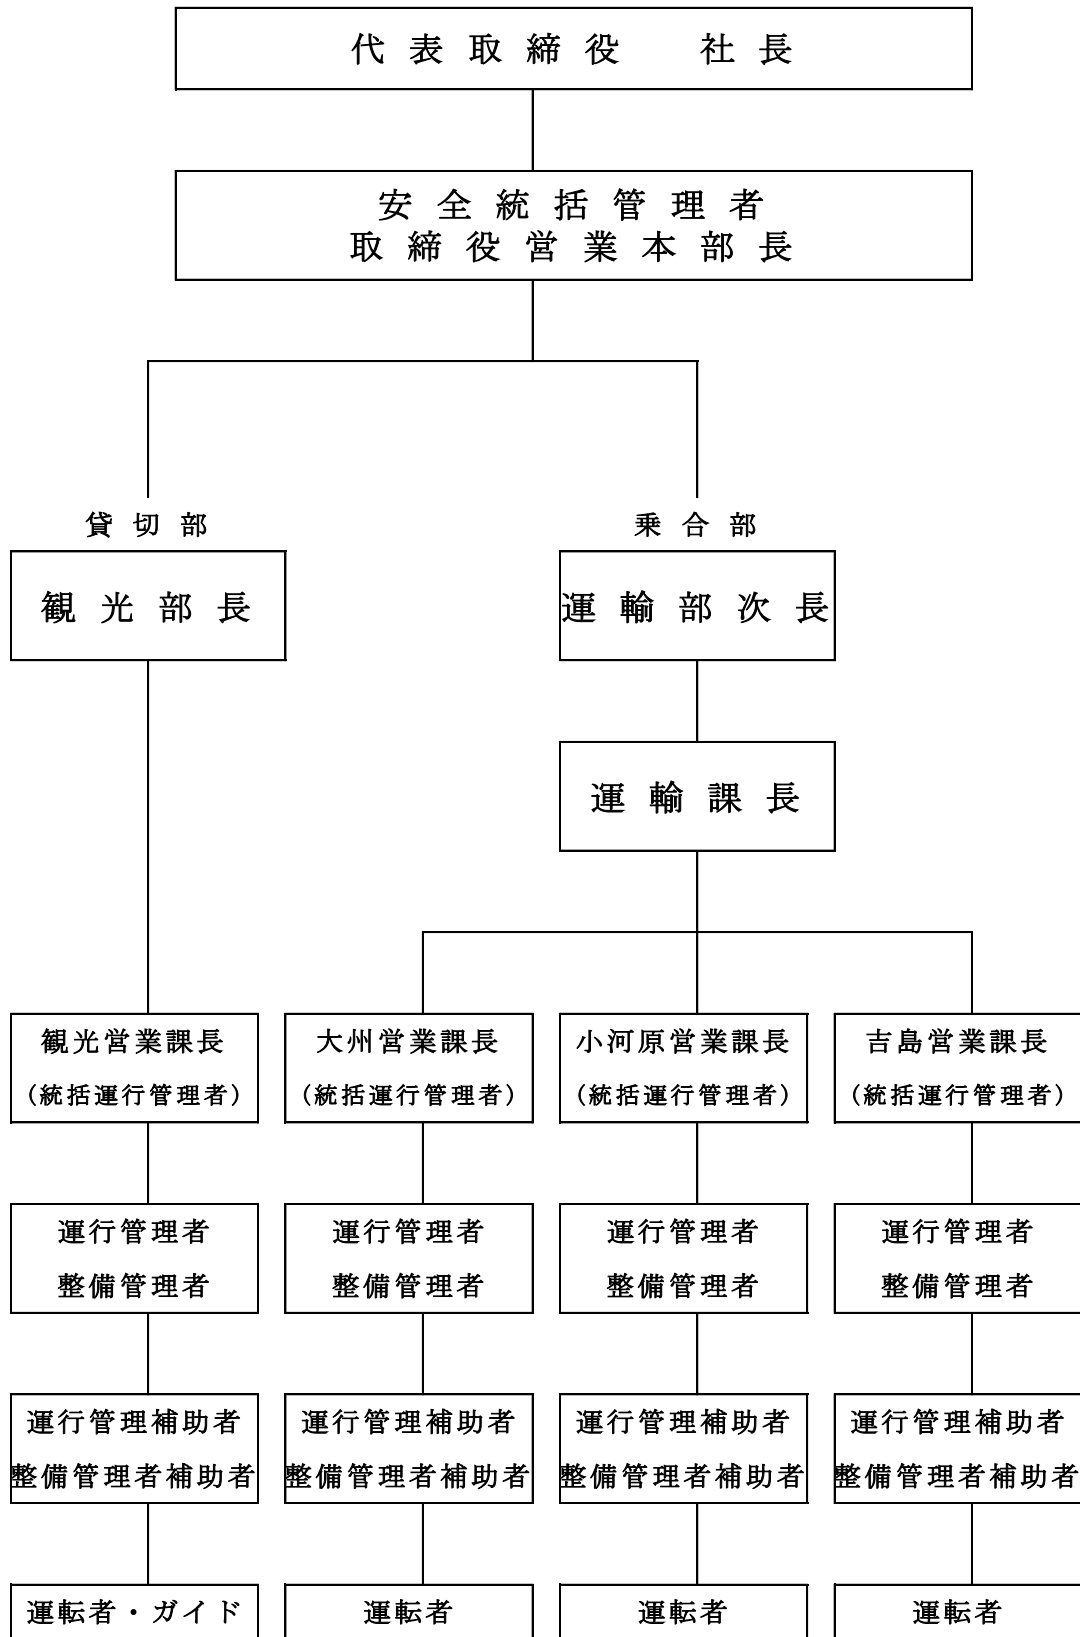 代表取締役　社長
安全統括管理者
取締役営業本部長
貸切部
乗合部
観光部長
運輸部次長
運輸課長
観光営業課長
(統括運行管理者)
大州営業課長
(統括運行管理者)
小河原営業課長
(統括運行管理者)
吉島営業課長
(統括運行管理者)
運行管理者
整備管理者
運行管理者
整備管理者
運行管理者
整備管理者
運行管理者
整備管理者
運行管理補助者
整備管理者補助者
運行管理補助者
整備管理者補助者
運行管理補助者
整備管理者補助者
運行管理補助者
整備管理者補助者
運転者・ガイド
運転者
運転者
運転者